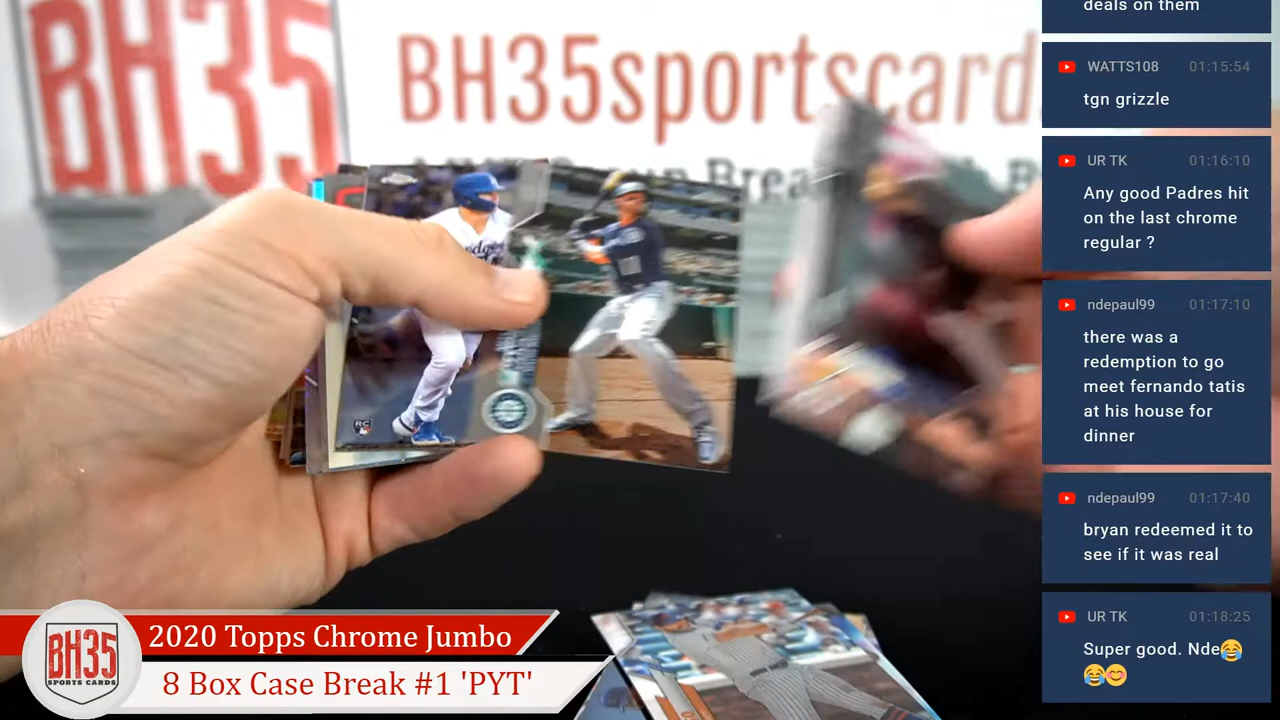 BH35
BH35sportscard
RC
2020 Topps Chrome Jumbo
8 Box Case Break #1 'PYT'
BH35
SPORTS CARDS
deals on them
WATTS108 01:15:54
tgn grizzle
UR TK 01:16:10
Any good Padres hit
on the last chrome
regular ?
ndepaul99 01:17:10
there was a
redemption to go
meet fernando tatis
at his house for
dinner
ndepaul99 01:17:40
bryan redeemed it to
see if it was real
UR TK 01:18:25
Super good. Nde😂
😂😊